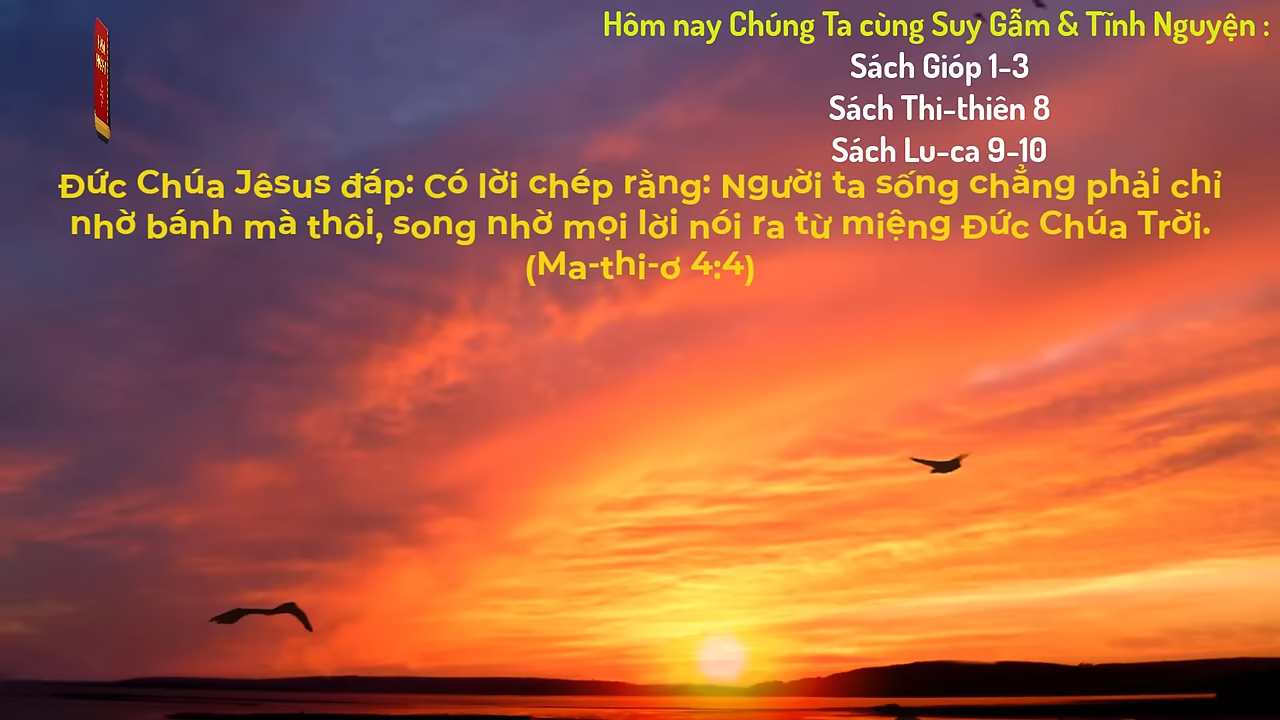 Hôm nay Chúng Ta cùng Suy Gẫm & Tĩnh Nguyện :
Sách Gióp 1-3
Sách Thi-thiên 8
Sách Lu-ca 9-10
Đức Chúa Jêsus đáp: Có lời chép rằng: Người ta sống chẳng phải chỉ
nhờ bánh mà thôi, song nhờ mọi lời nói ra từ miệng Đức Chúa Trời.
(Ma-thi-ơ 4:4)